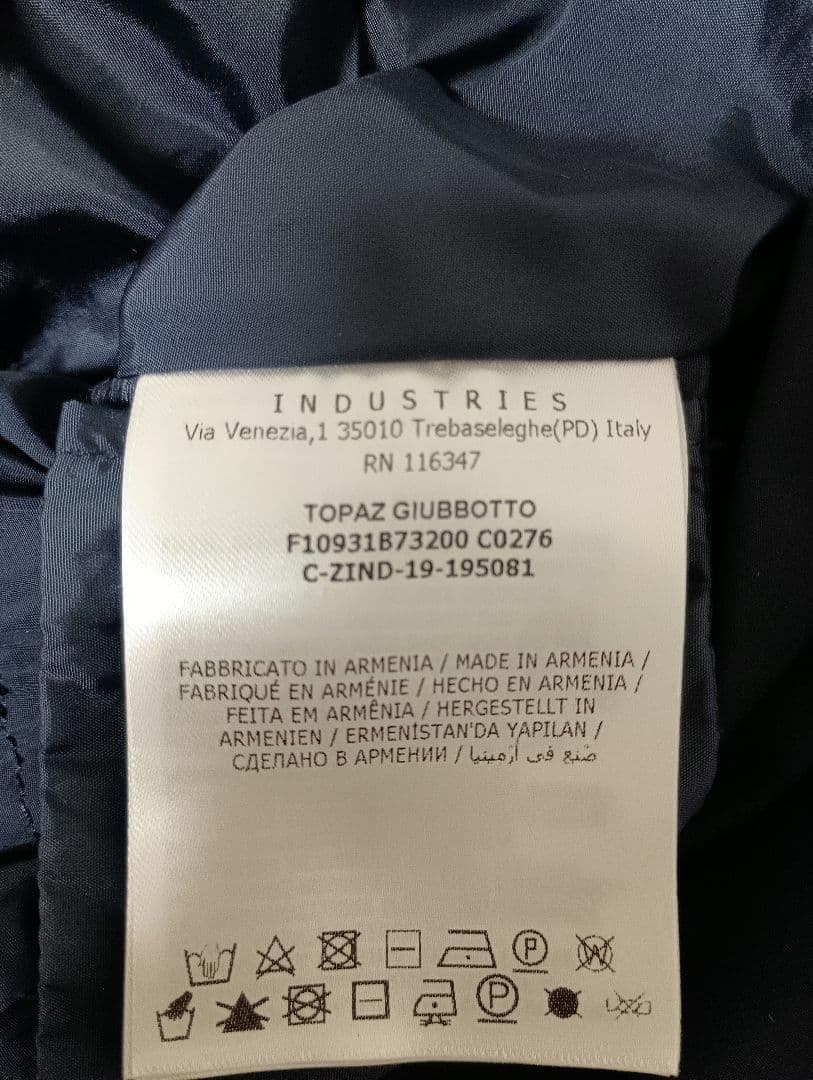 INDUSTRIES
Via Venezia,1 35010 Trebaseleghe(PD) Italy
RN 116347
TOPAZ GIUBBOTTO
F10931B73200 C0276
C-ZIND-19-195081
FABBRICATO IN ARMENIA / MADE IN ARMENIA /
FABRIQUÉ EN ARMÉNIE / HECHO EN ARMENIA /
FEITA EM ARMÊNIA / HERGESTELLT IN
ARMENIEN / ERMENİSTAN'DA YAPILAN /
СДЕЛАНО В АРМЕНИИ / صُنع في أرمينيا
P W
P